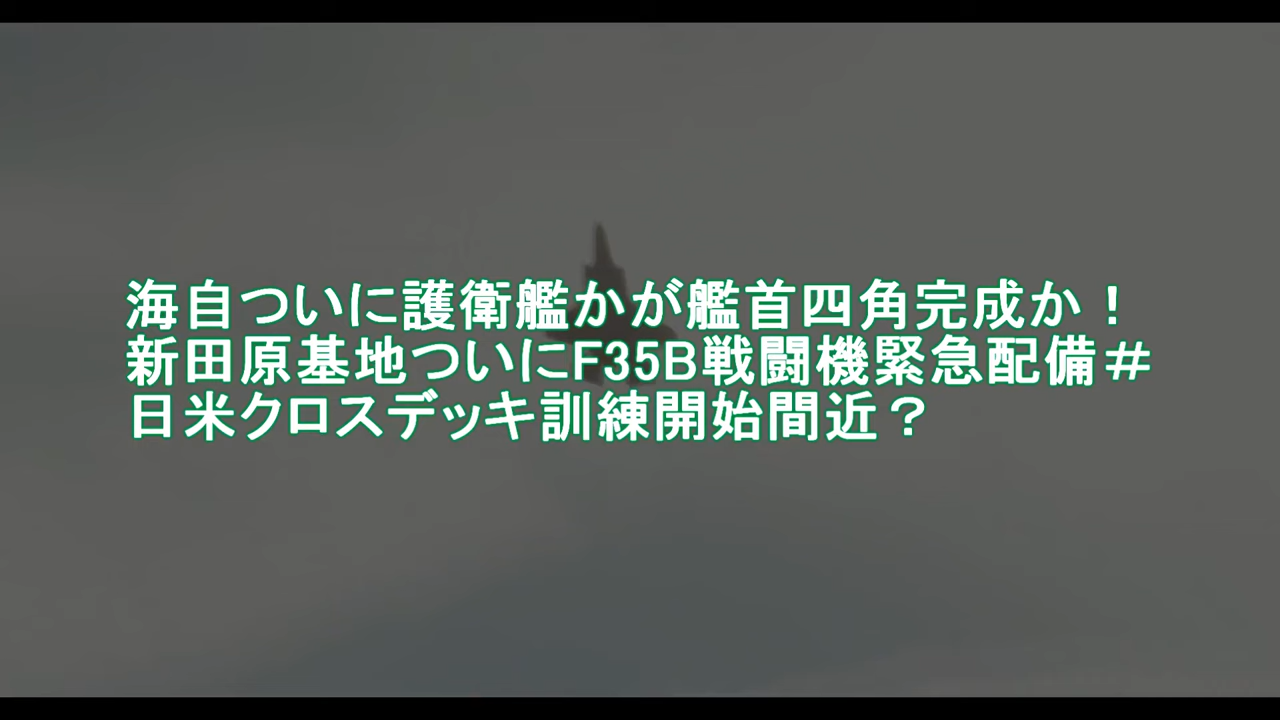 海自ついに護衛艦かが艦首四角完成か！
新田原基地ついにF35B戦闘機緊急配備＃
日米クロスデッキ訓練開始間近？